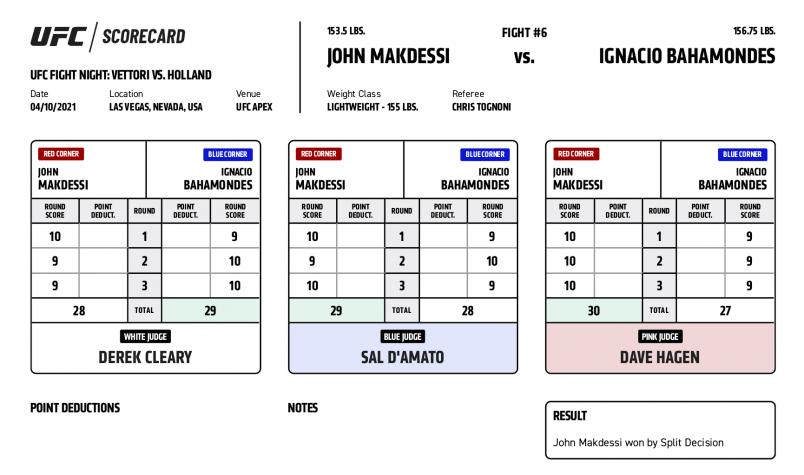 UFC SCORECARD
UFC FIGHT NIGHT: VETTORI VS. HOLLAND
Date Location Venue
04/10/2021 LAS VEGAS, NEVADA, USA UFC APEX
153.5 LBS. FIGHT #6 156.75 LBS.
JOHN MAKDESSI vs. IGNACIO BAHAMONDES
Weight Class Referee
LIGHTWEIGHT - 155 LBS. CHRIS TOGNONI
RED CORNER BLUE CORNER
JOHN IGNACIO
MAKDESSI BAHAMONDES
ROUND POINT ROUND POINT ROUND
SCORE DEDUCT. DEDUCT. SCORE
10 1 9
9 2 10
9 3 10
28 TOTAL 29
WHITE JUDGE
DEREK CLEARY
RED CORNER BLUE CORNER
JOHN IGNACIO
MAKDESSI BAHAMONDES
ROUND POINT ROUND POINT ROUND
SCORE DEDUCT. DEDUCT. SCORE
10 1 9
9 2 10
10 3 9
29 TOTAL 28
BLUE JUDGE
SAL D'AMATO
RED CORNER BLUE CORNER
JOHN IGNACIO
MAKDESSI BAHAMONDES
ROUND POINT ROUND POINT ROUND
SCORE DEDUCT. DEDUCT. SCORE
10 1 9
10 2 9
10 3 9
30 TOTAL 27
PINK JUDGE
DAVE HAGEN
POINT DEDUCTIONS
NOTES
RESULT
John Makdessi won by Split Decision